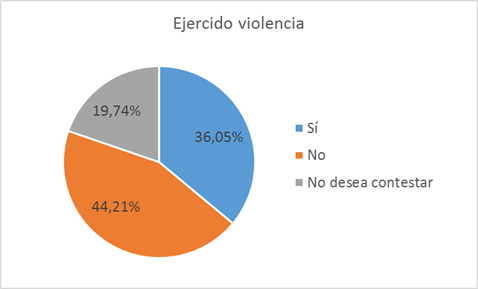 Ejercido violencia
19,74%
36,05%
44,21%
Sí
No
No desea contestar